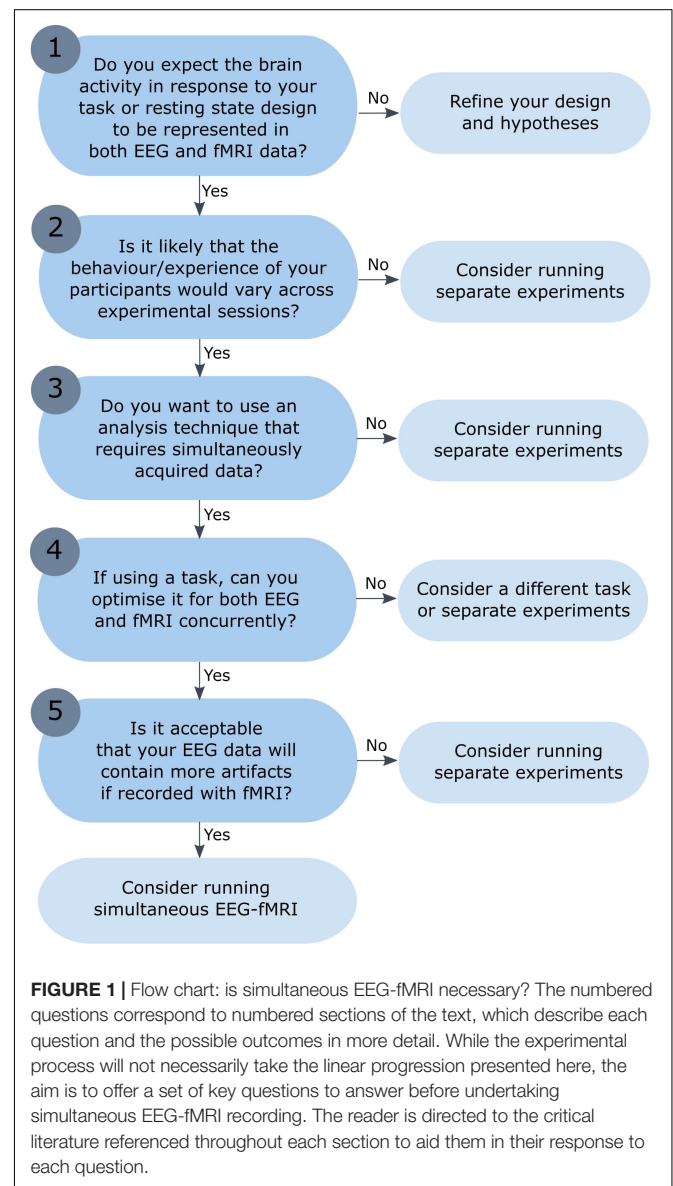 1
Do you expect the brain
activity in response to your
task or resting state design
to be represented in
both EEG and fMRI data?
No
Refine your design
and hypotheses
Yes
2
Is it likely that the
behaviour/experience of your
participants would vary across
experimental sessions?
No
Consider running
separate experiments
Yes
3
Do you want to use an
analysis technique that
requires simultaneously
acquired data?
No
Consider running
separate experiments
Yes
4
If using a task, can you
optimise it for both EEG
and fMRI concurrently?
No
Consider a different task
or separate experiments
Yes
5
Is it acceptable
that your EEG data will
contain more artifacts
if recorded with fMRI?
No
Consider running
separate experiments
Yes
Consider running
simultaneous EEG-fMRI
FIGURE 1 | Flow chart: is simultaneous EEG-fMRI necessary? The numbered
questions correspond to numbered sections of the text, which describe each
question and the possible outcomes in more detail. While the experimental
process will not necessarily take the linear progression presented here, the
aim is to offer a set of key questions to answer before undertaking
simultaneous EEG-fMRI recording. The reader is directed to the critical
literature referenced throughout each section to aid them in their response to
each question.